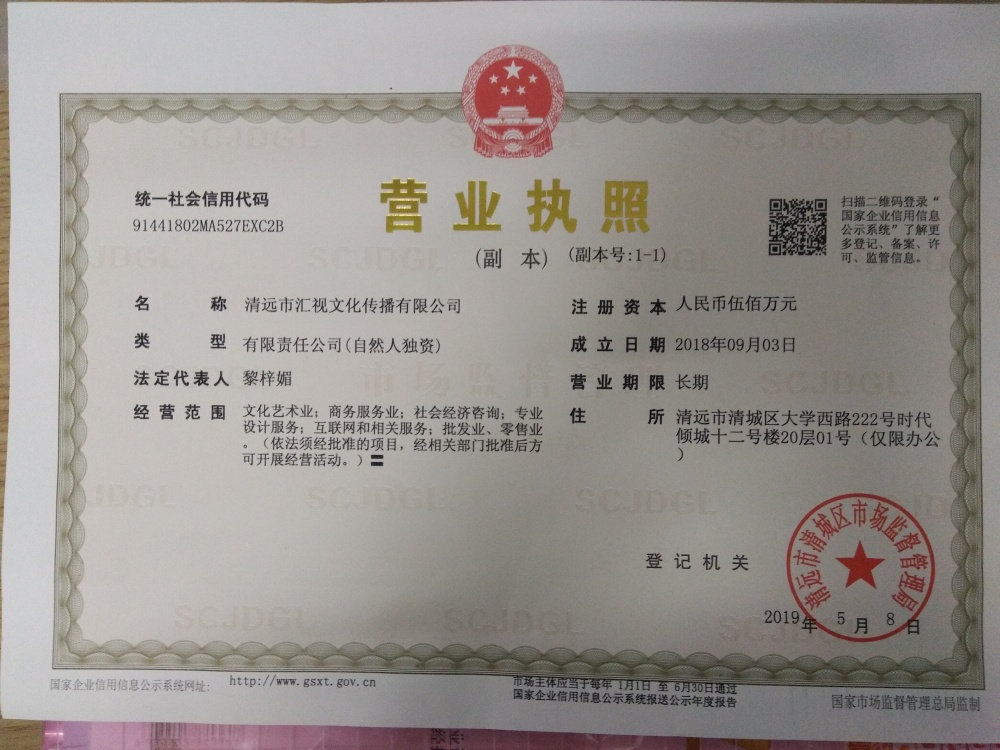 统一社会信用代码
91441802MA527EXC2B
营业执照
(副 本) (副本号:1-1)
扫描二维码登录“
国家企业信用信息
公示系统”了解更
多登记、备案、许
可、监管信息。
名 称 清远市汇视文化传播有限公司
类 型 有限责任公司(自然人独资)
法定代表人 黎梓媚
经营范围 文化艺术业；商务服务业；社会经济咨询；专业
设计服务；互联网和相关服务；批发业、零售业
。（依法须经批准的项目，经相关部门批准后方
可开展经营活动。）〓
注册资本 人民币伍佰万元
成立日期 2018年09月03日
营业期限 长期
住 所 清远市清城区大学西路222号时代
倾城十二号楼20层01号（仅限办公
）
登记机关
清远市清城区市场监督管理局
2019年 5月 8日
国家企业信用信息公示系统网址: http://www.gsxt.gov.cn
市场主体应当于每年 1月1日 至 6月30日通过
国家企业信用信息公示系统报送公示年度报告
国家市场监督管理总局监制
SCJDGL
市场监督管理